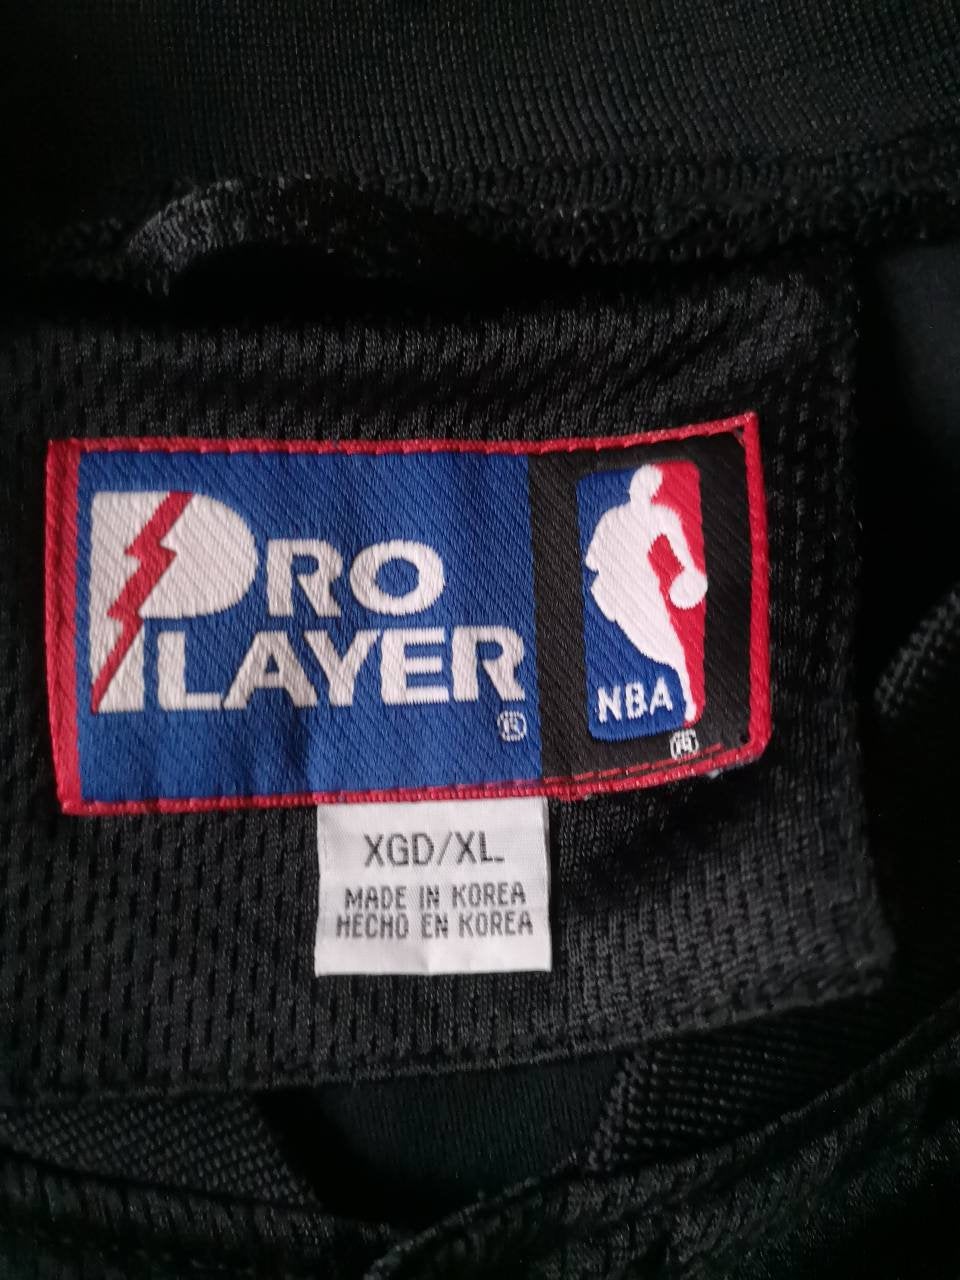 PRO
PLAYER
®
NBA
®
XGD/XL
MADE IN KOREA
HECHO EN KOREA